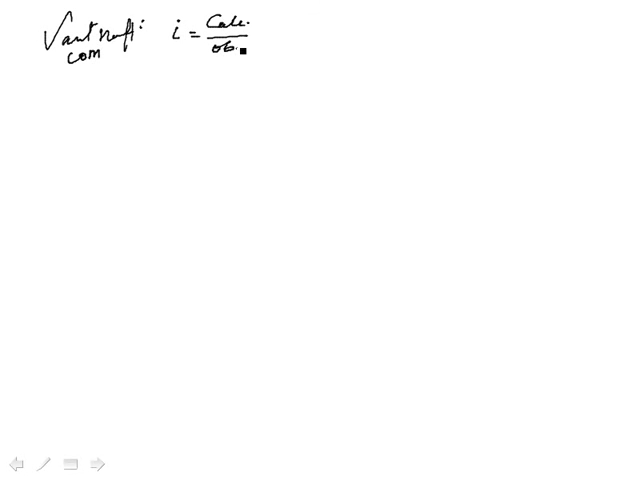 Vant Hoff: i = Calc. / ob.
com